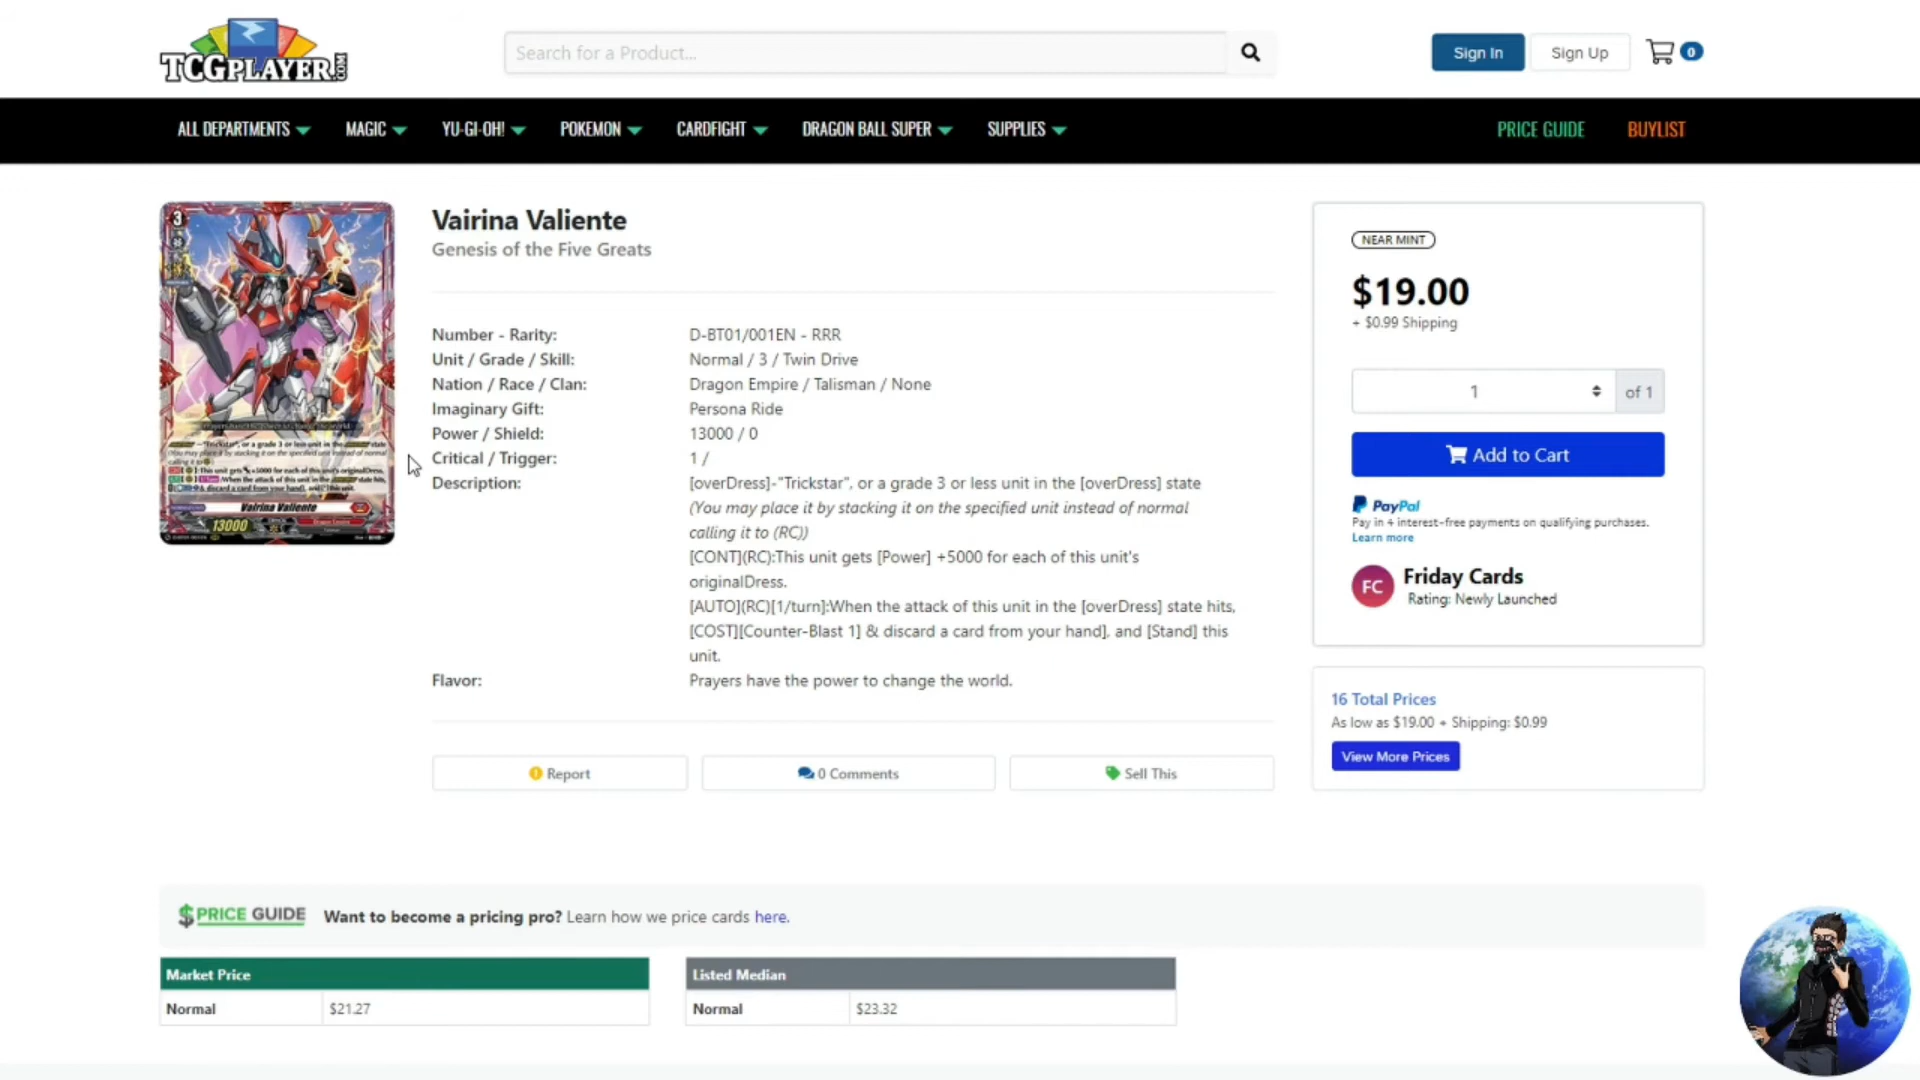 TCGPLAYER.COM
Search for a Product...
Sign In
Sign Up
0
ALL DEPARTMENTS
MAGIC
YU-GI-OH!
POKEMON
CARDFIGHT
DRAGON BALL SUPER
SUPPLIES
PRICE GUIDE
BUYLIST
3
Vairina Valiente
13000
Vairina Valiente
Genesis of the Five Greats
Number - Rarity: D-BT01/001EN - RRR
Unit / Grade / Skill: Normal / 3 / Twin Drive
Nation / Race / Clan: Dragon Empire / Talisman / None
Imaginary Gift: Persona Ride
Power / Shield: 13000 / 0
Critical / Trigger: 1 /
Description: [overDress]-"Trickstar", or a grade 3 or less unit in the [overDress] state
(You may place it by stacking it on the specified unit instead of normal
calling it to (RC))
[CONT](RC):This unit gets [Power] +5000 for each of this unit's
originalDress.
[AUTO](RC)[1/turn]:When the attack of this unit in the [overDress] state hits,
[COST][Counter-Blast 1] & discard a card from your hand], and [Stand] this
unit.
Flavor: Prayers have the power to change the world.
Report
0 Comments
Sell This
NEAR MINT
$19.00
+ $0.99 Shipping
1
of 1
Add to Cart
PayPal
Pay in 4 interest-free payments on qualifying purchases.
Learn more
FC
Friday Cards
Rating: Newly Launched
16 Total Prices
As low as $19.00 + Shipping: $0.99
View More Prices
$ PRICE GUIDE
Want to become a pricing pro? Learn how we price cards here.
Market Price
Normal $21.27
Listed Median
Normal $23.32